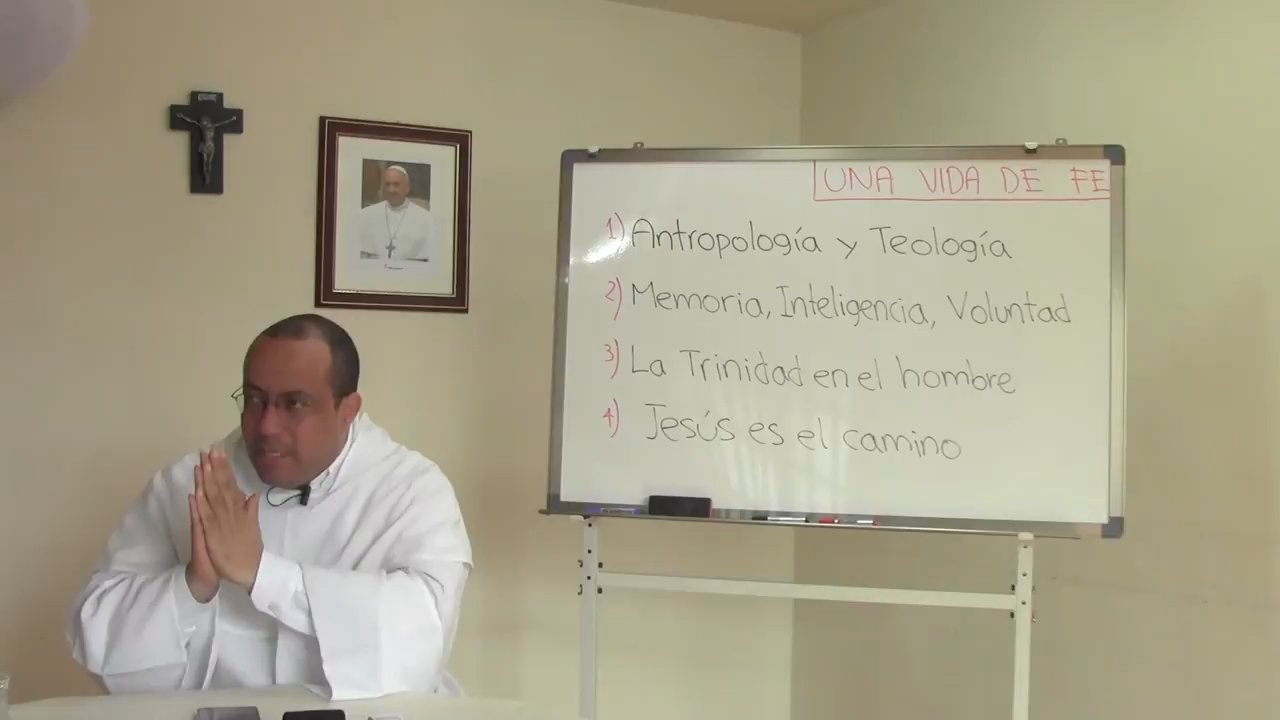 UNA VIDA DE FE
1) Antropología y Teología
2) Memoria, Inteligencia, Voluntad
3) La Trinidad en el hombre
4) Jesús es el camino